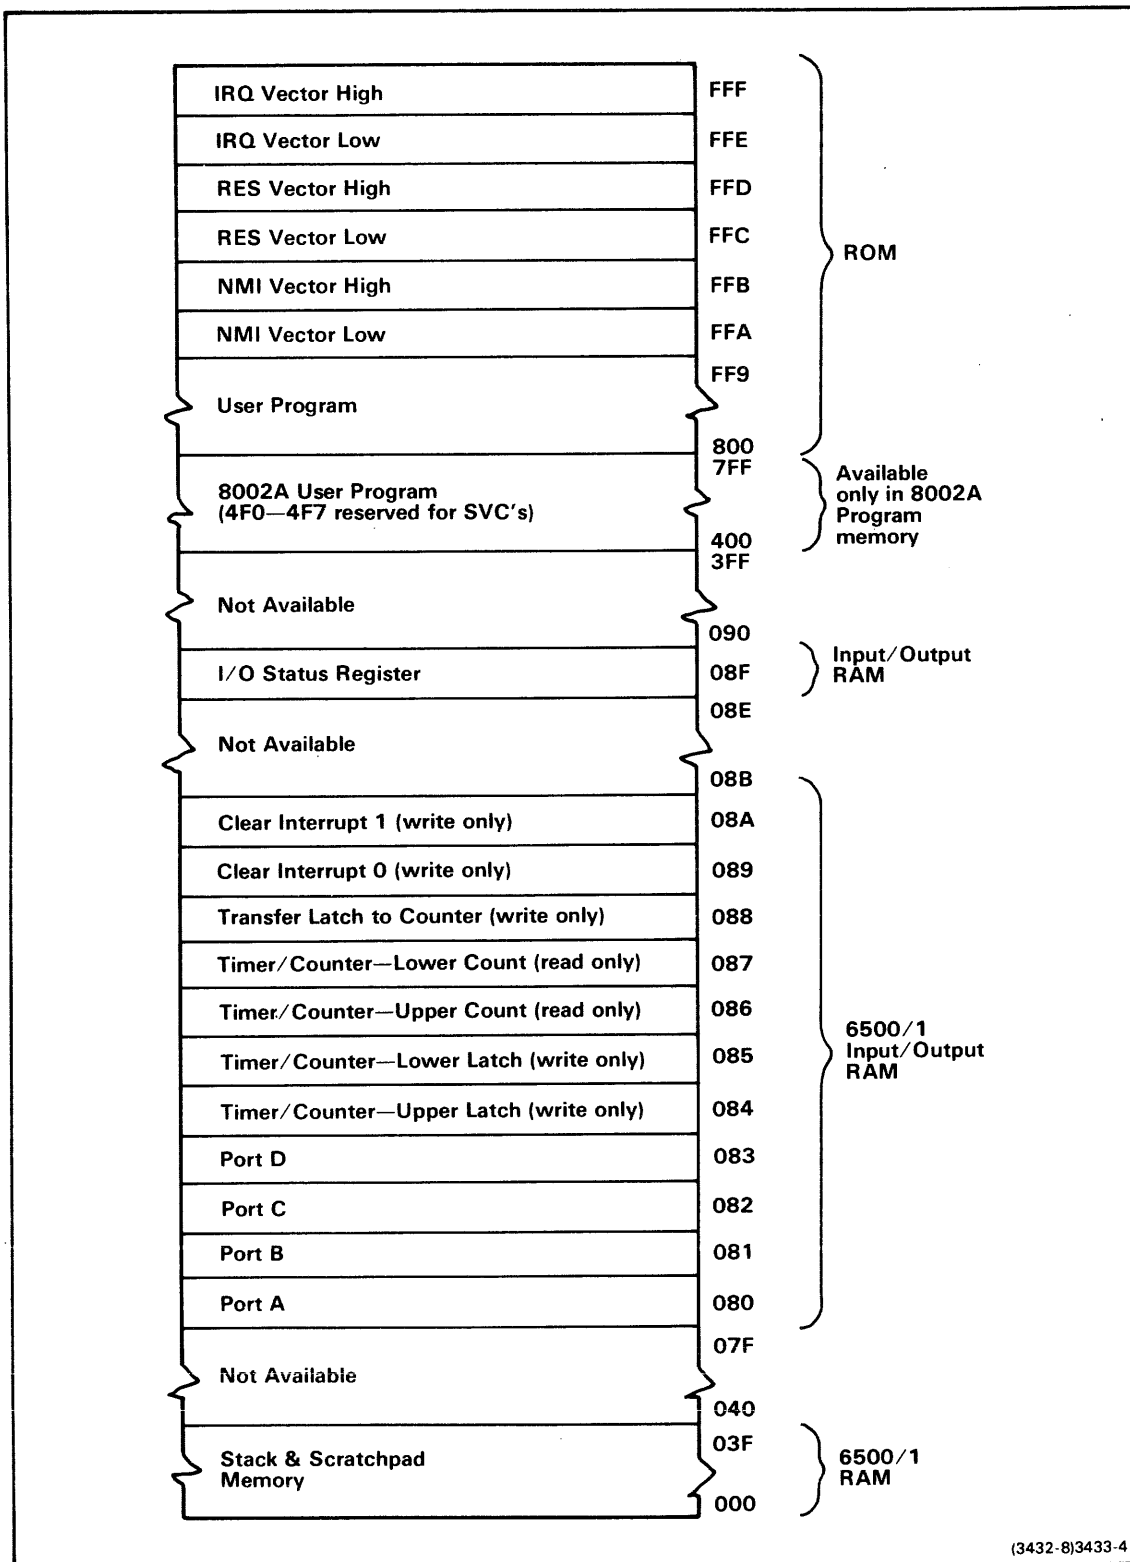 IRQ Vector High FFF
IRQ Vector Low FFE
RES Vector High FFD
RES Vector Low FFC
ROM
NMI Vector High FFB
NMI Vector Low FFA
FF9
User Program
800
7FF
8002A User Program
(4F0—4F7 reserved for SVC's)
Available
only in 8002A
Program
memory
400
3FF
Not Available
090
I/O Status Register 08F
Input/Output
RAM
08E
Not Available
08B
Clear Interrupt 1 (write only) 08A
Clear Interrupt 0 (write only) 089
Transfer Latch to Counter (write only) 088
Timer/Counter—Lower Count (read only) 087
Timer/Counter—Upper Count (read only) 086
6500/1
Input/Output
RAM
Timer/Counter—Lower Latch (write only) 085
Timer/Counter—Upper Latch (write only) 084
Port D 083
Port C 082
Port B 081
Port A 080
07F
Not Available
040
03F
Stack & Scratchpad
Memory
6500/1
RAM
000
(3432-8)3433-4